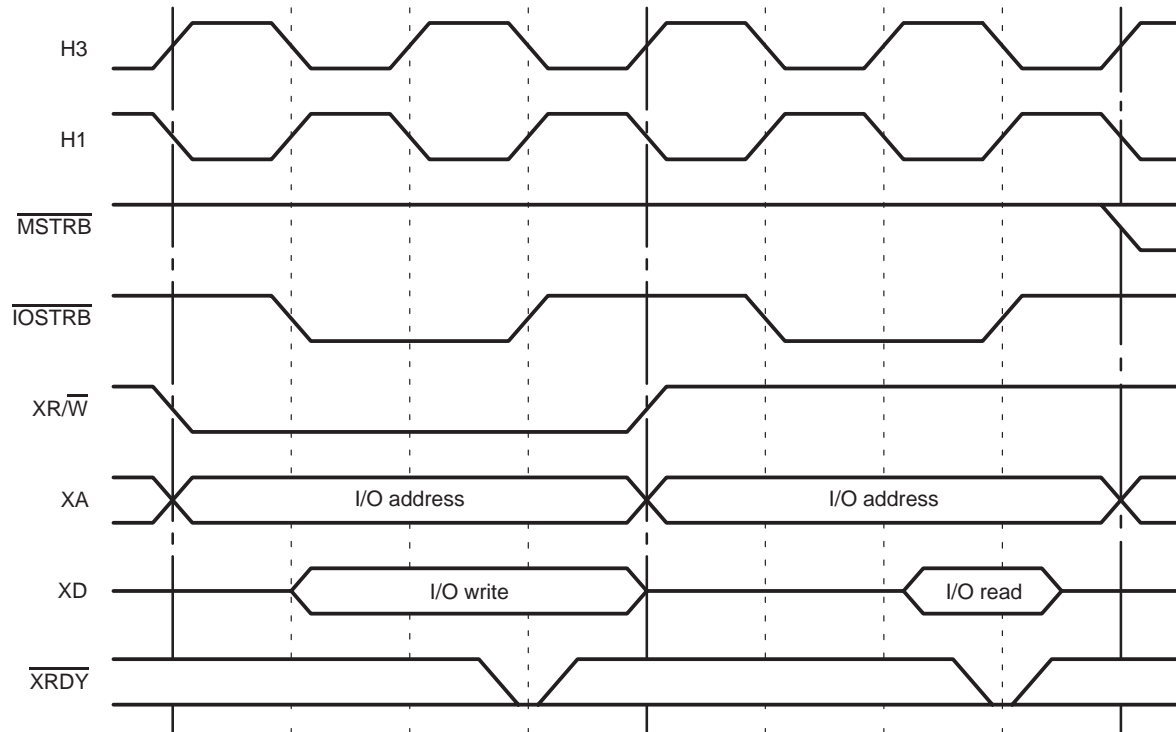 H3
H1
MSTRB
IOSTRB
XR/W
XA
I/O address
I/O address
XD
I/O write
I/O read
XRDY